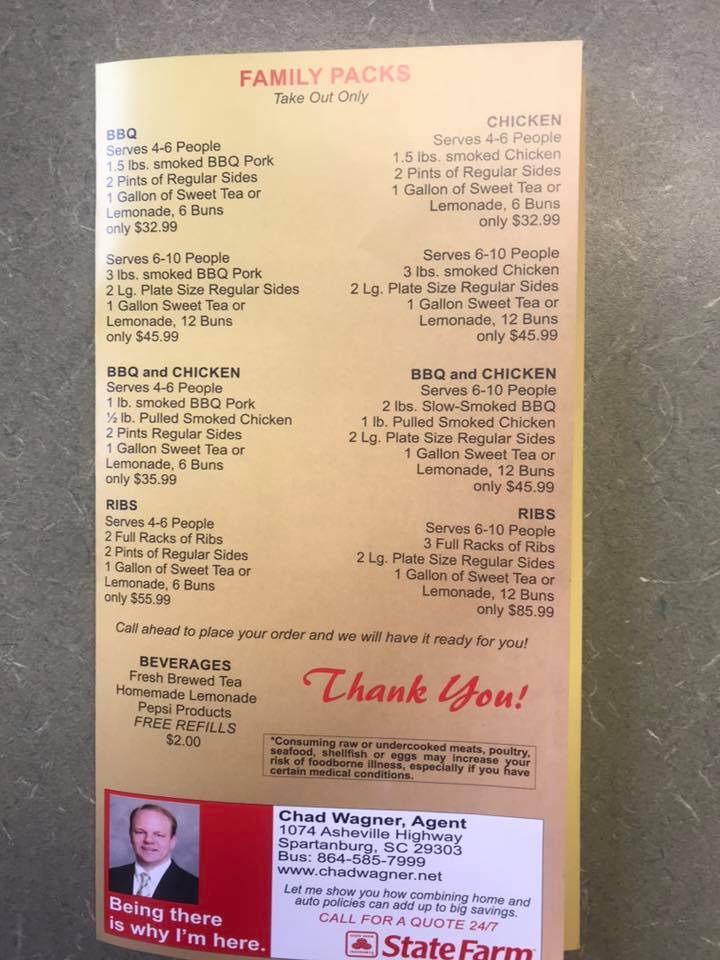 FAMILY PACKS
Take Out Only
BBQ
Serves 4-6 People
1.5 lbs. smoked BBQ Pork
2 Pints of Regular Sides
1 Gallon of Sweet Tea or
Lemonade, 6 Buns
only $32.99
CHICKEN
Serves 4-6 People
1.5 lbs. smoked Chicken
2 Pints of Regular Sides
1 Gallon of Sweet Tea or
Lemonade, 6 Buns
only $32.99
Serves 6-10 People
3 lbs. smoked BBQ Pork
2 Lg. Plate Size Regular Sides
1 Gallon Sweet Tea or
Lemonade, 12 Buns
only $45.99
Serves 6-10 People
3 lbs. smoked Chicken
2 Lg. Plate Size Regular Sides
1 Gallon Sweet Tea or
Lemonade, 12 Buns
only $45.99
BBQ and CHICKEN
Serves 4-6 People
1 lb. smoked BBQ Pork
½ lb. Pulled Smoked Chicken
2 Pints Regular Sides
1 Gallon Sweet Tea or
Lemonade, 6 Buns
only $35.99
BBQ and CHICKEN
Serves 6-10 People
2 lbs. Slow-Smoked BBQ
1 lb. Pulled Smoked Chicken
2 Lg. Plate Size Regular Sides
1 Gallon Sweet Tea or
Lemonade, 12 Buns
only $45.99
RIBS
Serves 4-6 People
2 Full Racks of Ribs
2 Pints of Regular Sides
1 Gallon of Sweet Tea or
Lemonade, 6 Buns
only $55.99
RIBS
Serves 6-10 People
3 Full Racks of Ribs
2 Lg. Plate Size Regular Sides
1 Gallon of Sweet Tea or
Lemonade, 12 Buns
only $85.99
Call ahead to place your order and we will have it ready for you!
BEVERAGES
Fresh Brewed Tea
Homemade Lemonade
Pepsi Products
FREE REFILLS
$2.00
Thank You!
*Consuming raw or undercooked meats, poultry,
seafood, shellfish or eggs may increase your
risk of foodborne illness, especially if you have
certain medical conditions.
Being there
is why I'm here.
Chad Wagner, Agent
1074 Asheville Highway
Spartanburg, SC 29303
Bus: 864-585-7999
www.chadwagner.net
Let me show you how combining home and
auto policies can add up to big savings.
CALL FOR A QUOTE 24/7
State Farm